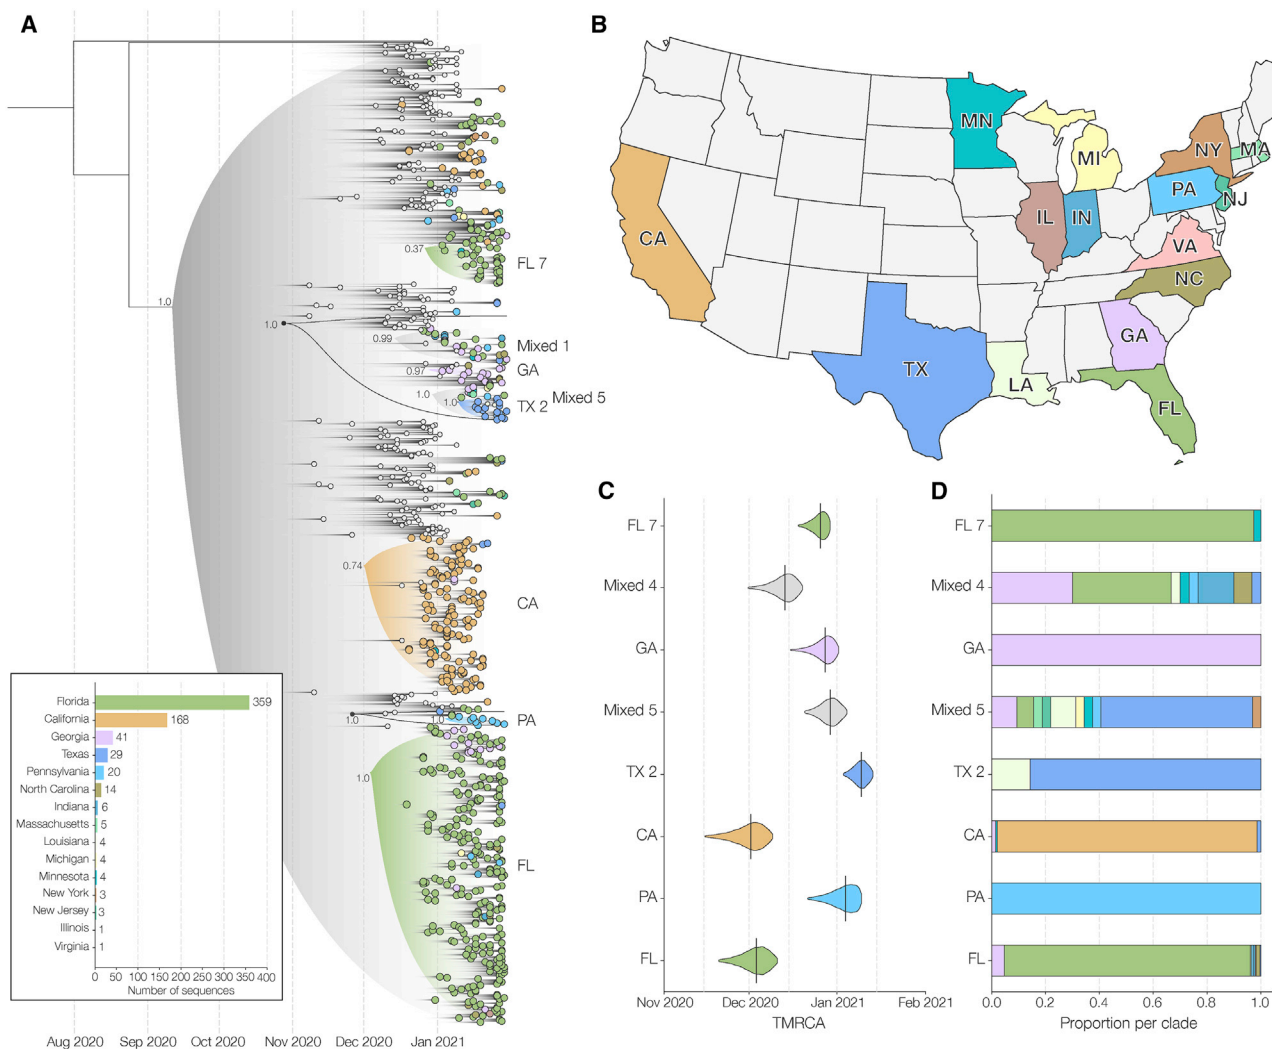 A
1.0
0.37
FL 7
1.0
0.99
Mixed 1
0.97
GA
1.0
1.0
TX 2
Mixed 5
0.74
CA
1.0
1.0
PA
1.0
FL
Florida 359
California 168
Georgia 41
Texas 29
Pennsylvania 20
North Carolina 14
Indiana 6
Massachusetts 5
Louisiana 4
Michigan 4
Minnesota 4
New York 3
New Jersey 3
Illinois 1
Virginia 1
0 50 100 150 200 250 300 350 400
Number of sequences
Aug 2020 Sep 2020 Oct 2020 Nov 2020 Dec 2020 Jan 2021
B
MN
MI
NY
MA
PA
NJ
IL
IN
VA
CA
NC
GA
TX
LA
FL
C
FL 7
Mixed 4
GA
Mixed 5
TX 2
CA
PA
FL
Nov 2020 Dec 2020 Jan 2021 Feb 2021
TMRCA
D
FL 7
Mixed 4
GA
Mixed 5
TX 2
CA
PA
FL
0.0 0.2 0.4 0.6 0.8 1.0
Proportion per clade